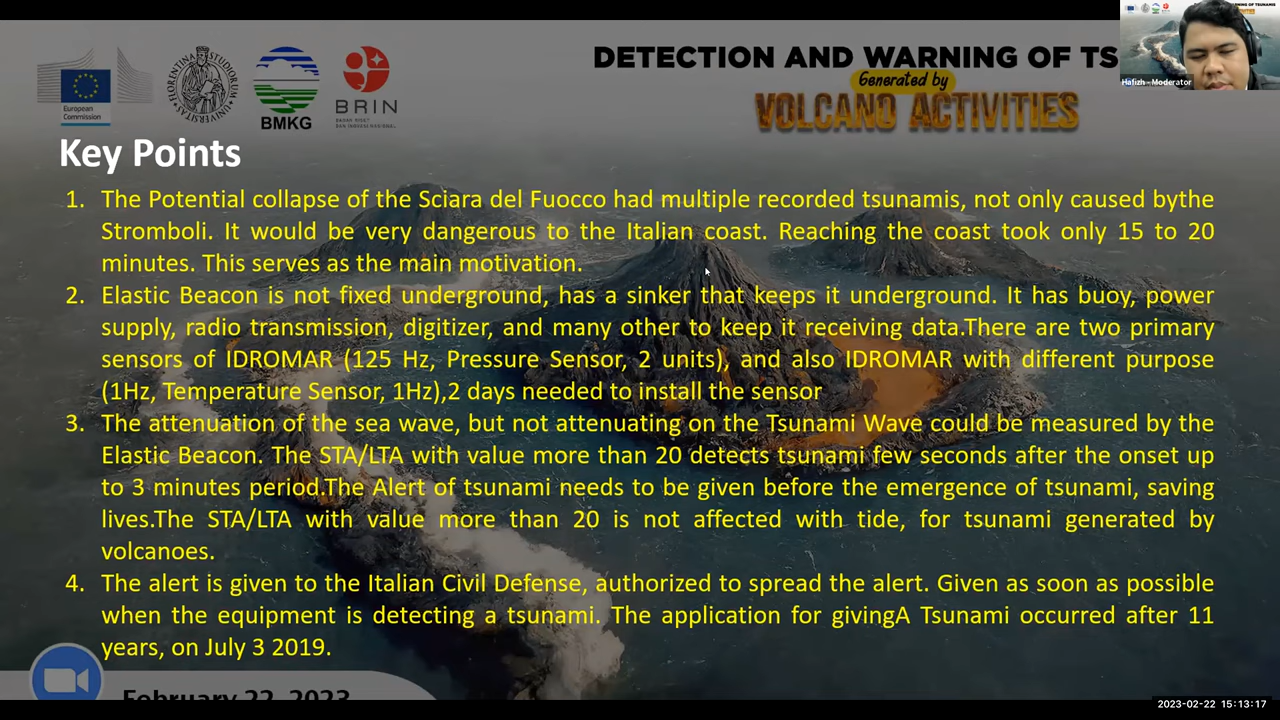 European
Commission
BMKG
BRIN
BADAN RISET
DAN INOVASI NASIONAL
DETECTION AND WARNING OF TS
Generated by
VOLCANO ACTIVITIES
Hafizh - Moderator
Key Points
1. The Potential collapse of the Sciara del Fuocco had multiple recorded tsunamis, not only caused bythe
Stromboli. It would be very dangerous to the Italian coast. Reaching the coast took only 15 to 20
minutes. This serves as the main motivation.
2. Elastic Beacon is not fixed underground, has a sinker that keeps it underground. It has buoy, power
supply, radio transmission, digitizer, and many other to keep it receiving data.There are two primary
sensors of IDROMAR (125 Hz, Pressure Sensor, 2 units), and also IDROMAR with different purpose
(1Hz, Temperature Sensor, 1Hz),2 days needed to install the sensor
3. The attenuation of the sea wave, but not attenuating on the Tsunami Wave could be measured by the
Elastic Beacon. The STA/LTA with value more than 20 detects tsunami few seconds after the onset up
to 3 minutes period.The Alert of tsunami needs to be given before the emergence of tsunami, saving
lives.The STA/LTA with value more than 20 is not affected with tide, for tsunami generated by
volcanoes.
4. The alert is given to the Italian Civil Defense, authorized to spread the alert. Given as soon as possible
when the equipment is detecting a tsunami. The application for givingA Tsunami occurred after 11
years, on July 3 2019.
February 22, 2023
2023-02-22 15:13:17